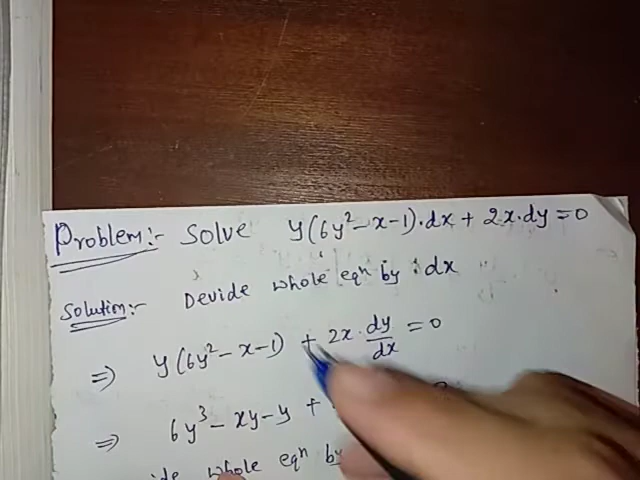 Problem:- Solve y(6y²-x-1).dx + 2x.dy = 0
Solution:- Devide whole eqn by : dx
⇒ y(6y²-x-1) + 2x. dy/dx = 0
⇒ 6y³-xy-y +
whole eqn by